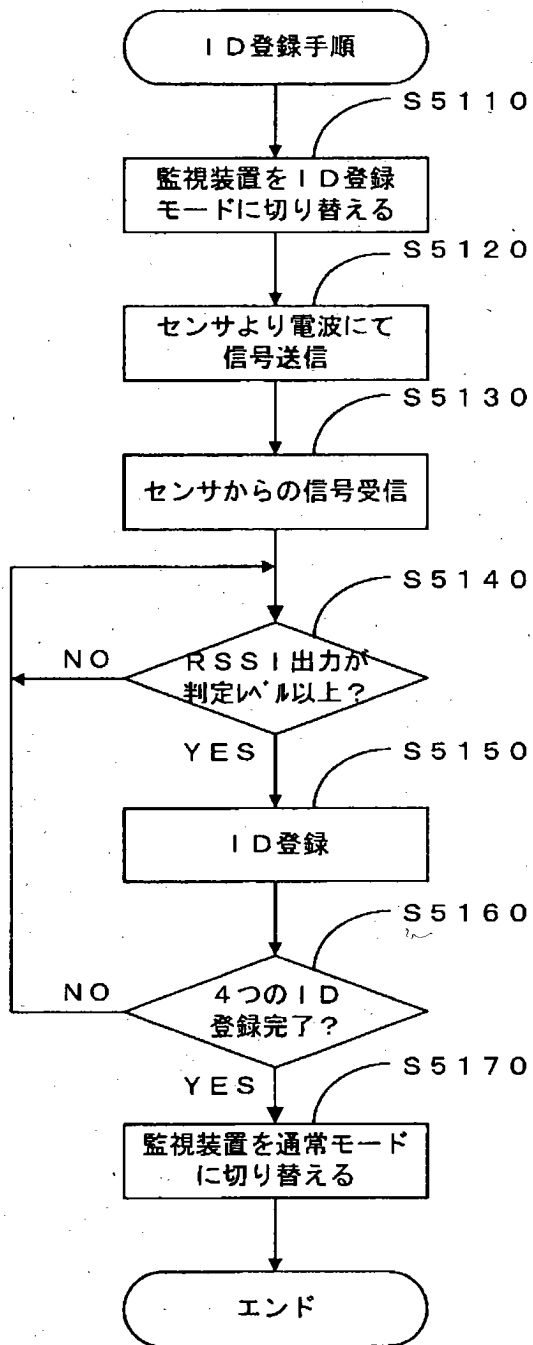 ＩＤ登録手順
Ｓ５１１０
監視装置をＩＤ登録
モードに切り替える
Ｓ５１２０
センサより電波にて
信号送信
Ｓ５１３０
センサからの信号受信
Ｓ５１４０
ＮＯ
ＲＳＳＩ出力が
判定ﾚﾍﾞﾙ以上？
ＹＥＳ
Ｓ５１５０
ＩＤ登録
Ｓ５１６０
ＮＯ
４つのＩＤ
登録完了？
ＹＥＳ
Ｓ５１７０
監視装置を通常モード
に切り替える
エンド